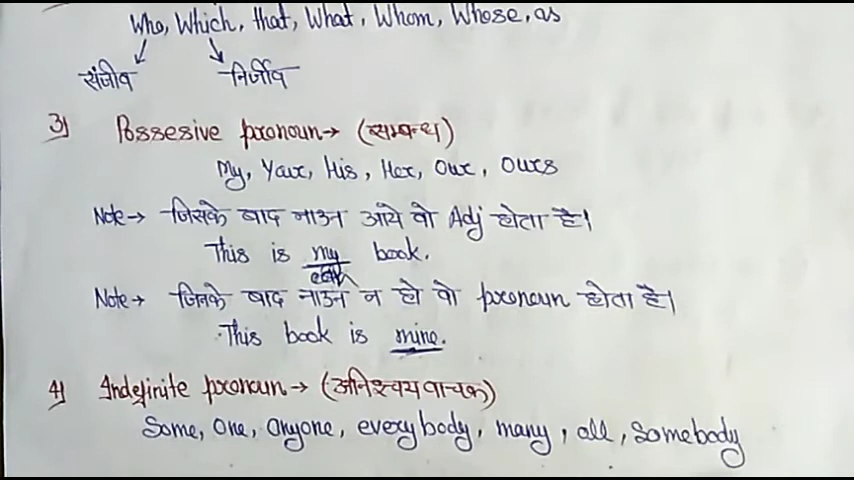 Who, Which, that, What, Whom, Whose, as
संजीव निर्जीव
3) Possesive pronoun → (सम्बन्ध)
My, Your, His, Her, Our, Ours
Note → जिसके बाद नाउन आये वो Adj होता है।
This is my book.
Note → जिनके बाद नाउन न हो वो pronoun होता है।
This book is mine.
4) Indefinite pronoun → (अनिश्चयवाचक)
Some, One, Anyone, everybody, many, all, Somebody